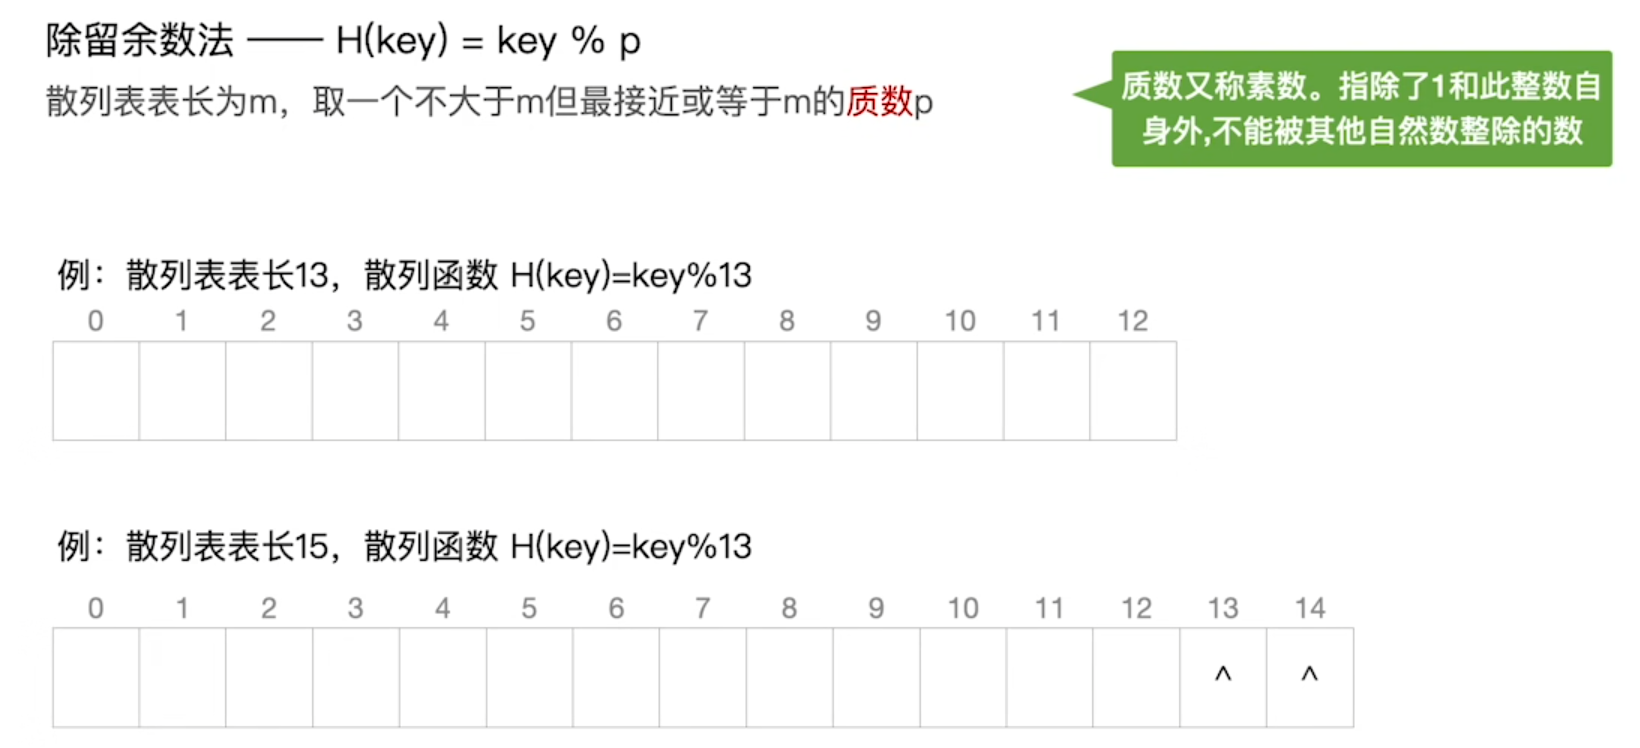 除留余数法 —— H(key) = key % p
散列表表长为m，取一个不大于m但最接近或等于m的质数p
质数又称素数。指除了1和此整数自
身外,不能被其他自然数整除的数
例：散列表表长13，散列函数 H(key)=key%13
0 1 2 3 4 5 6 7 8 9 10 11 12
例：散列表表长15，散列函数 H(key)=key%13
0 1 2 3 4 5 6 7 8 9 10 11 12 13 14
^ ^